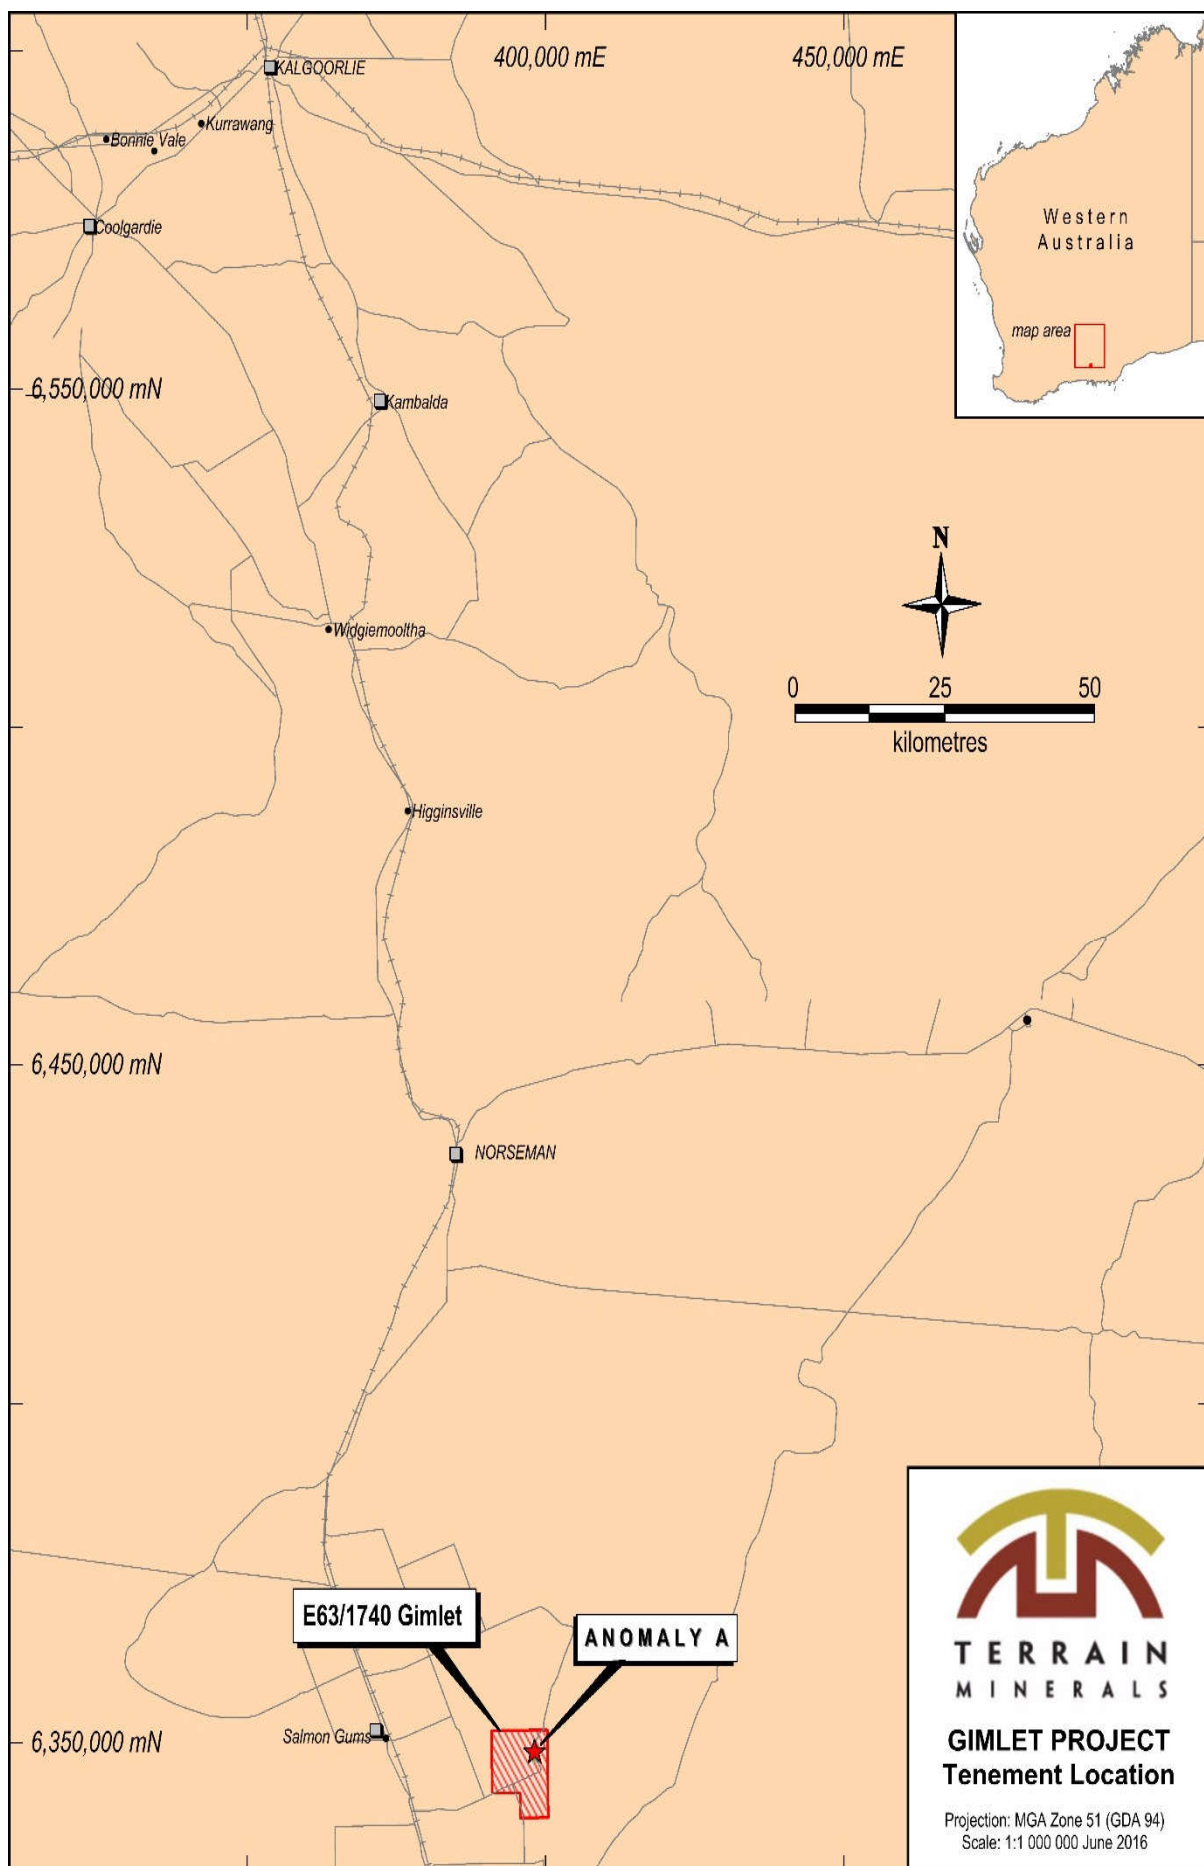 400,000 mE
450,000 mE
KALGOORLIE
Kurrawang
Bonnie Vale
Coolgardie
Western
Australia
map area
6,550,000 mN
Kambalda
N
Widgiemooltha
0 25 50
kilometres
Higginsville
6,450,000 mN
NORSEMAN
E63/1740 Gimlet
ANOMALY A
Salmon Gums
6,350,000 mN
TERRAIN
MINERALS
GIMLET PROJECT
Tenement Location
Projection: MGA Zone 51 (GDA 94)
Scale: 1:1 000 000 June 2016